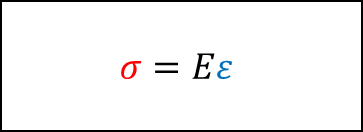 σ = Eε